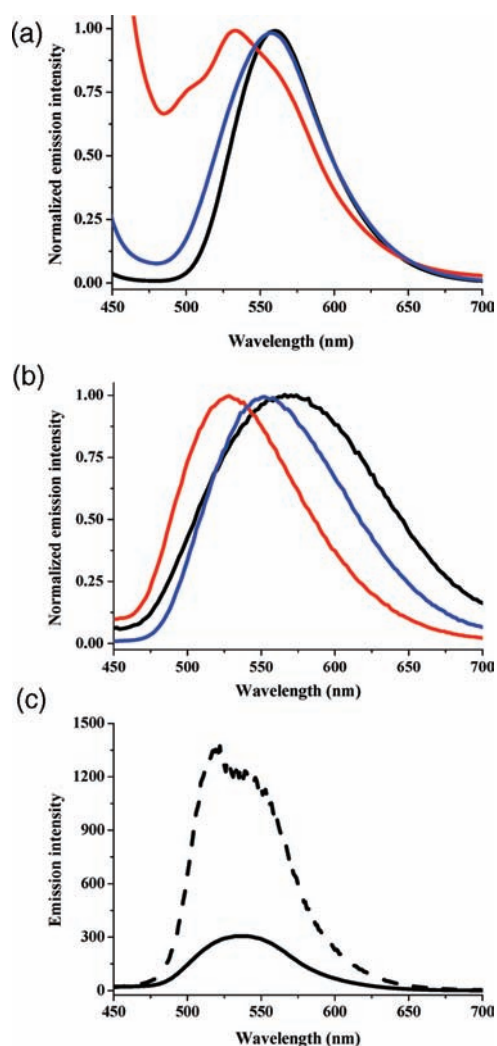 (a)
Normalized emission intensity
1.00
0.75
0.50
0.25
0.00
450 500 550 600 650 700
Wavelength (nm)
(b)
Normalized emission intensity
1.00
0.75
0.50
0.25
0.00
450 500 550 600 650 700
Wavelength (nm)
(c)
Emission intensity
1500
1200
900
600
300
0
450 500 550 600 650 700
Wavelength (nm)